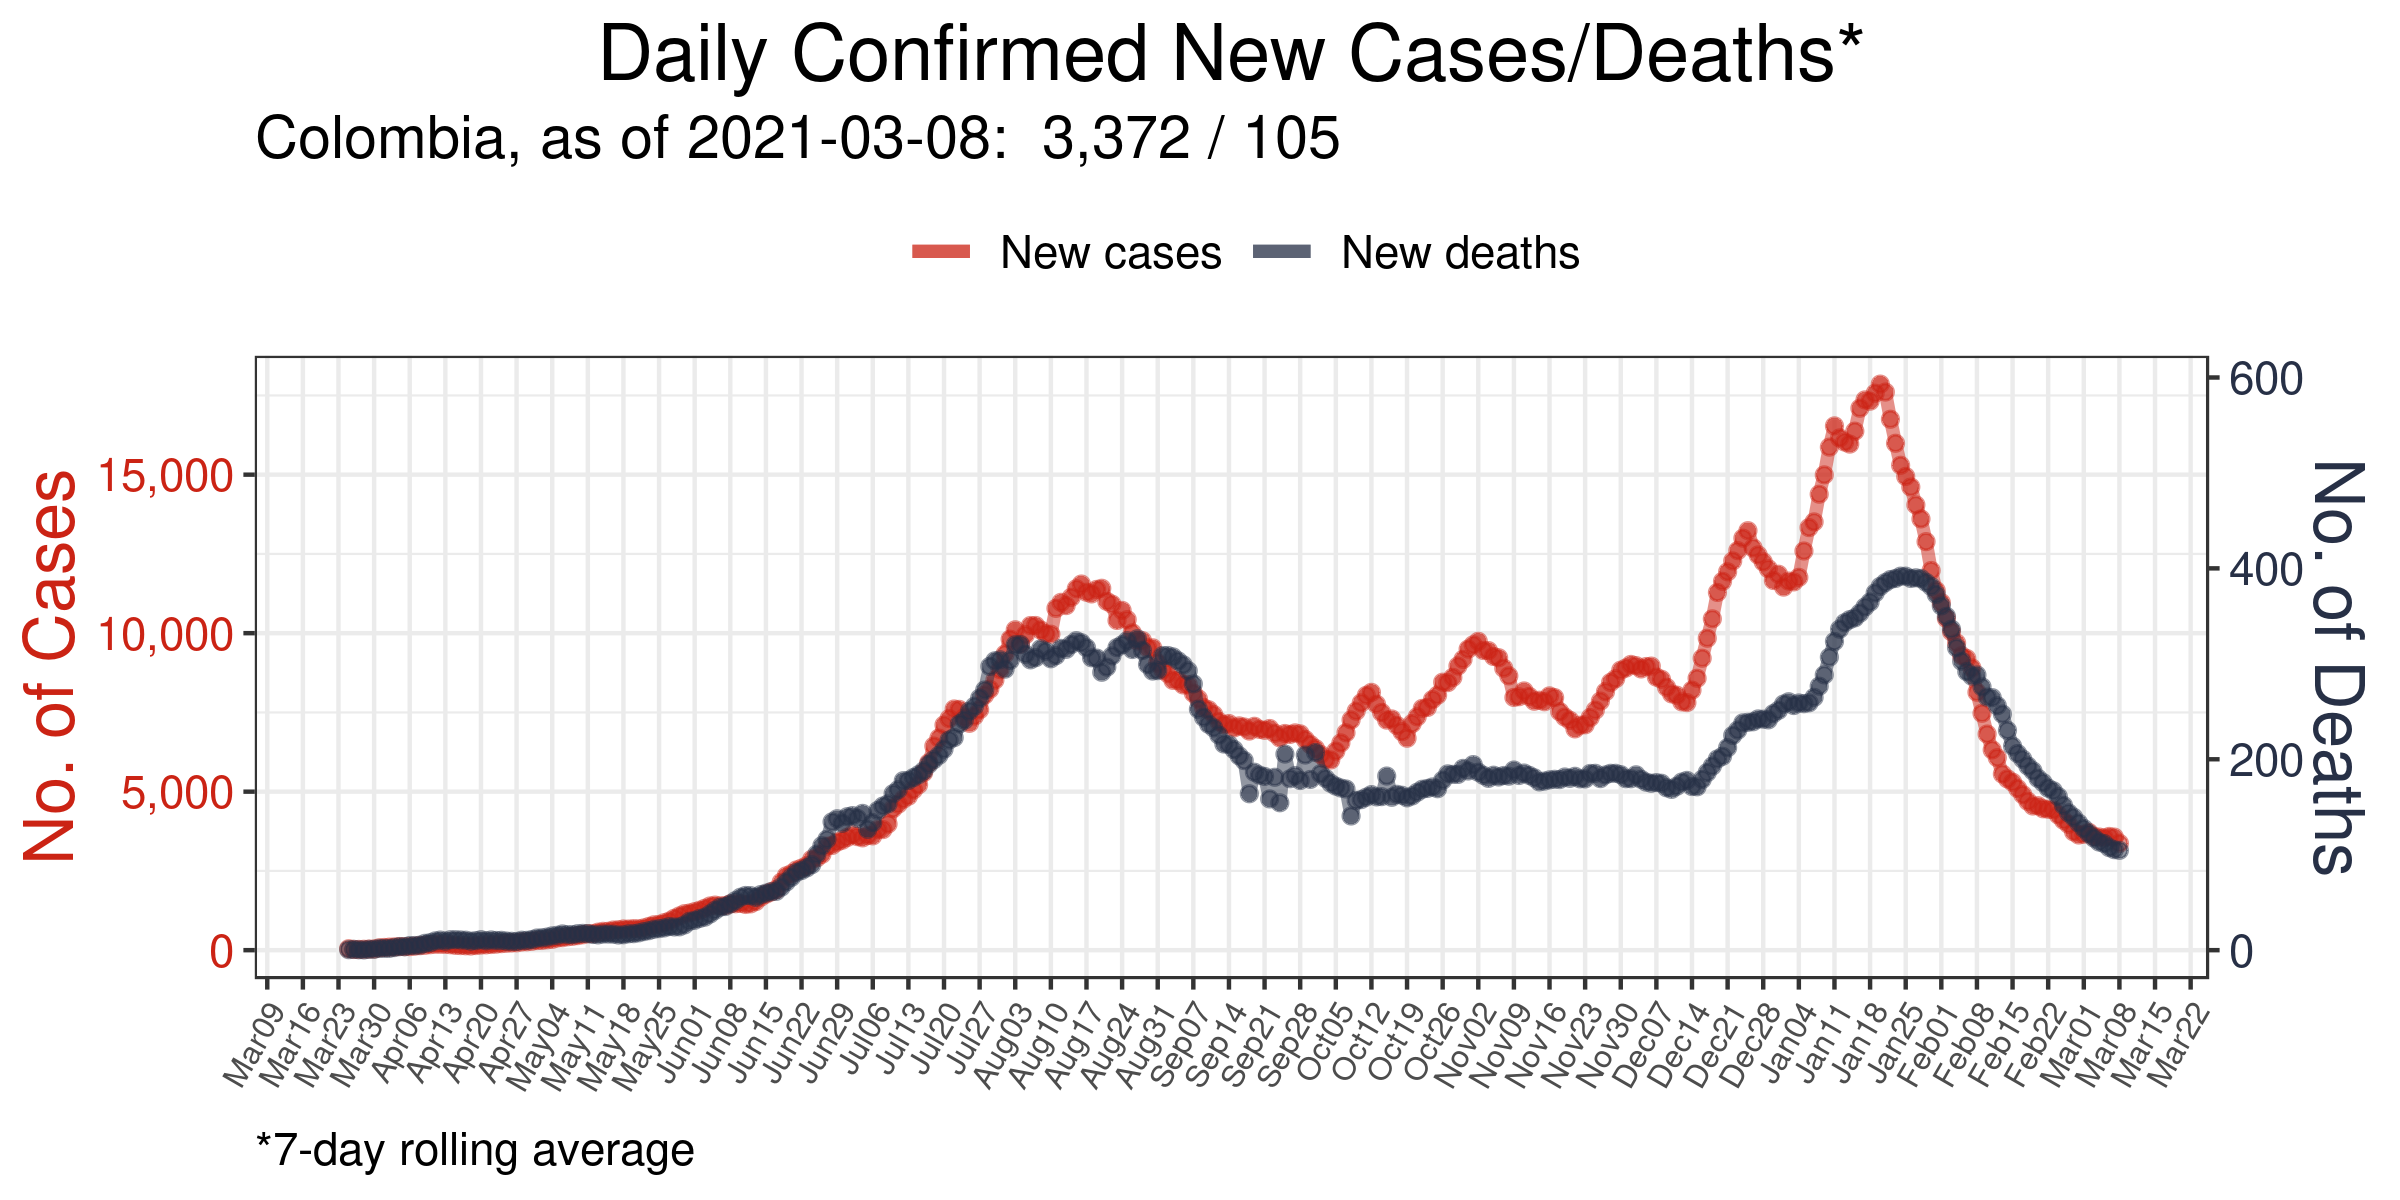 Daily Confirmed New Cases/Deaths*
Colombia, as of 2021-03-08:  3,372 / 105
New cases New deaths
No. of Cases
15,000
10,000
5,000
0
600
400
200
0
No. of Deaths
Mar09 Mar16 Mar23 Mar30 Apr06 Apr13 Apr20 Apr27 May04 May11 May18 May25 Jun01 Jun08 Jun15 Jun22 Jun29 Jul06 Jul13 Jul20 Jul27 Aug03 Aug10 Aug17 Aug24 Aug31 Sep07 Sep14 Sep21 Sep28 Oct05 Oct12 Oct19 Oct26 Nov02 Nov09 Nov16 Nov23 Nov30 Dec07 Dec14 Dec21 Dec28 Jan04 Jan11 Jan18 Jan25 Feb01 Feb08 Feb15 Feb22 Mar01 Mar08 Mar15 Mar22
*7-day rolling average